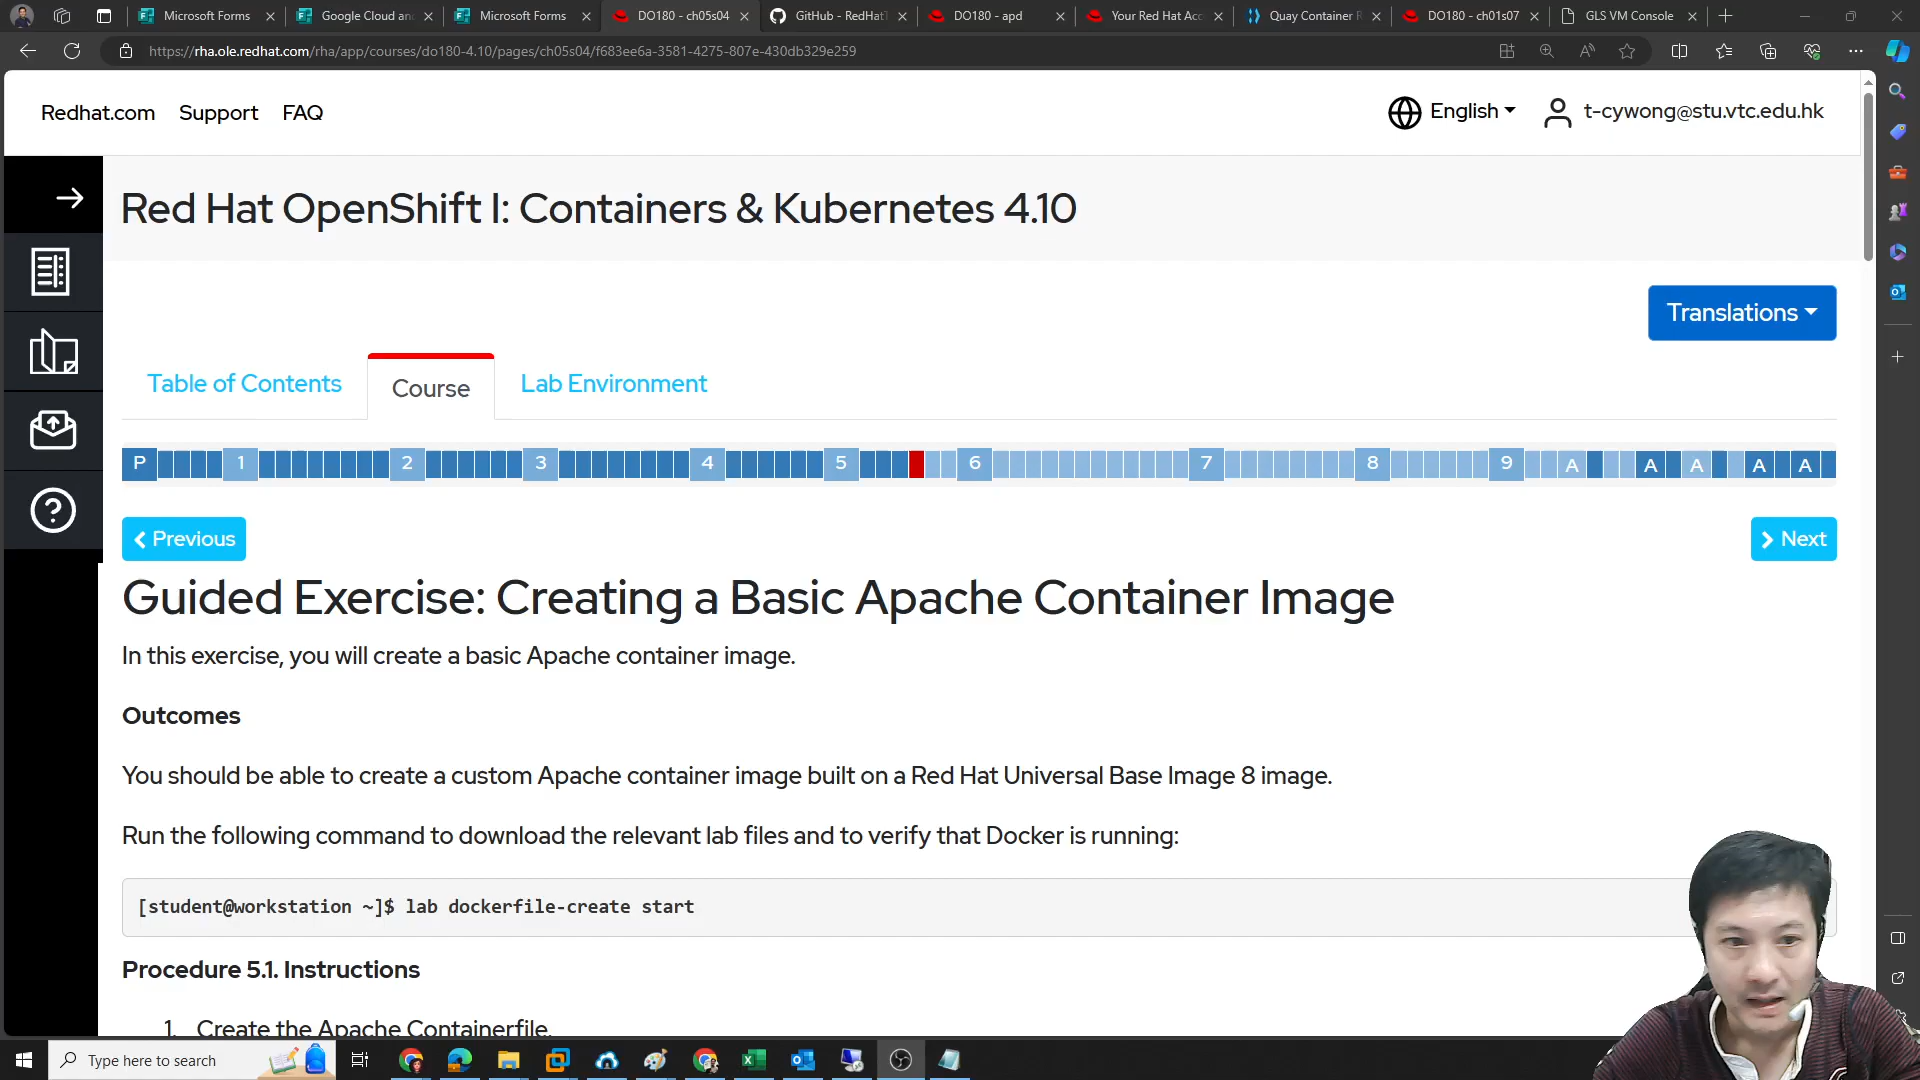 Microsoft Forms
Google Cloud an
Microsoft Forms
DO180 - ch05s04
GitHub - RedHat
DO180 - apd
Your Red Hat Acc
Quay Container R
DO180 - ch01s07
GLS VM Console
https://rha.ole.redhat.com/rha/app/courses/do180-4.10/pages/ch05s04/f683ee6a-3581-4275-807e-430db329e259
Redhat.com Support FAQ
English
t-cywong@stu.vtc.edu.hk
Red Hat OpenShift I: Containers & Kubernetes 4.10
Translations
Table of Contents
Course
Lab Environment
P 1 2 3 4 5 6 7 8 9 A A A A A
Previous
Next
Guided Exercise: Creating a Basic Apache Container Image
In this exercise, you will create a basic Apache container image.
Outcomes
You should be able to create a custom Apache container image built on a Red Hat Universal Base Image 8 image.
Run the following command to download the relevant lab files and to verify that Docker is running:
[student@workstation ~]$ lab dockerfile-create start
Procedure 5.1. Instructions
1. Create the Apache Containerfile.
Type here to search